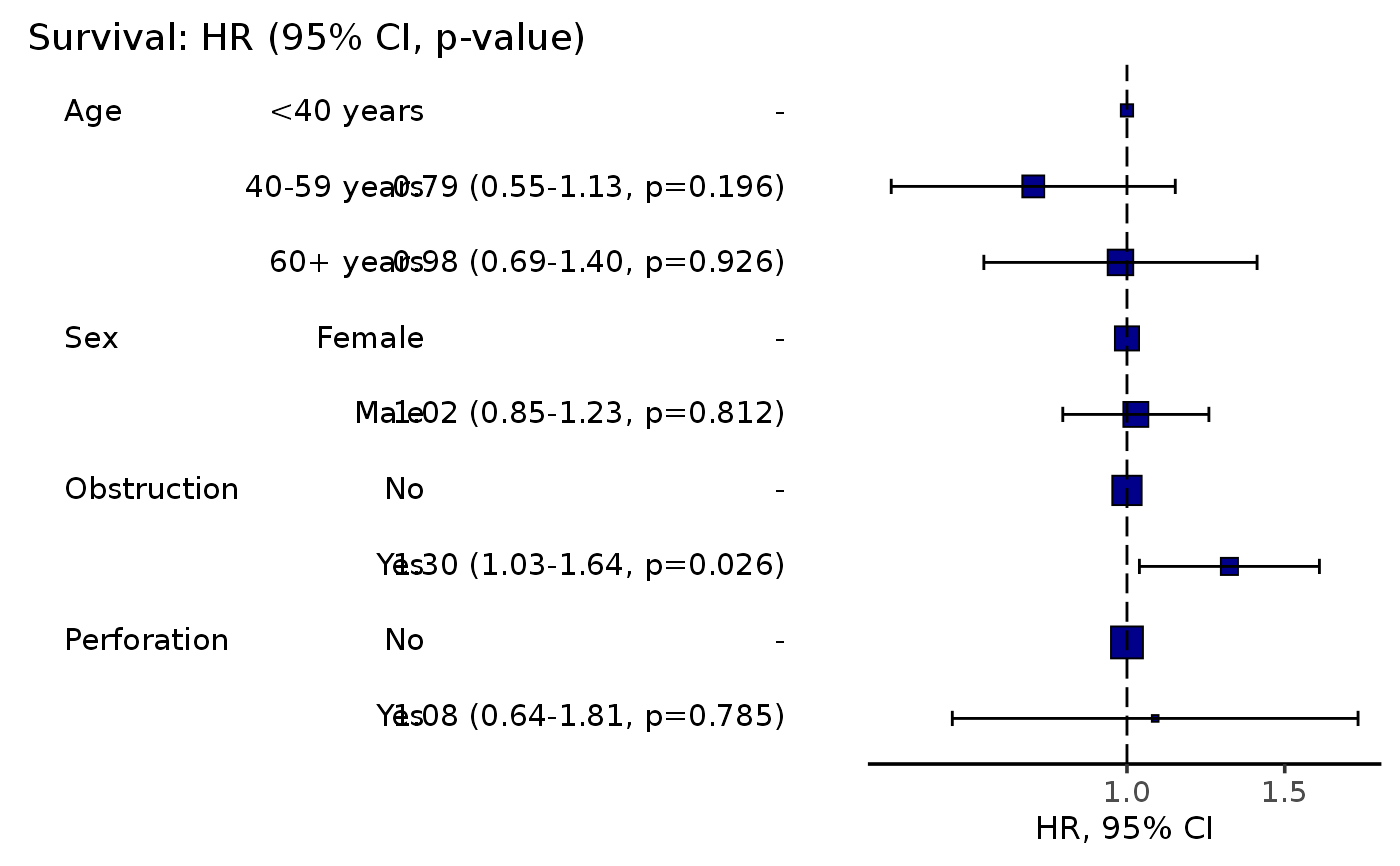 Survival: HR (95% CI, p-value)
Age <40 years -
40-59 years 0.79 (0.55-1.13, p=0.196)
60+ years 0.98 (0.69-1.40, p=0.926)
Sex Female -
Male 1.02 (0.85-1.23, p=0.812)
Obstruction No -
Yes 1.30 (1.03-1.64, p=0.026)
Perforation No -
Yes 1.08 (0.64-1.81, p=0.785)
1.0 1.5
HR, 95% CI